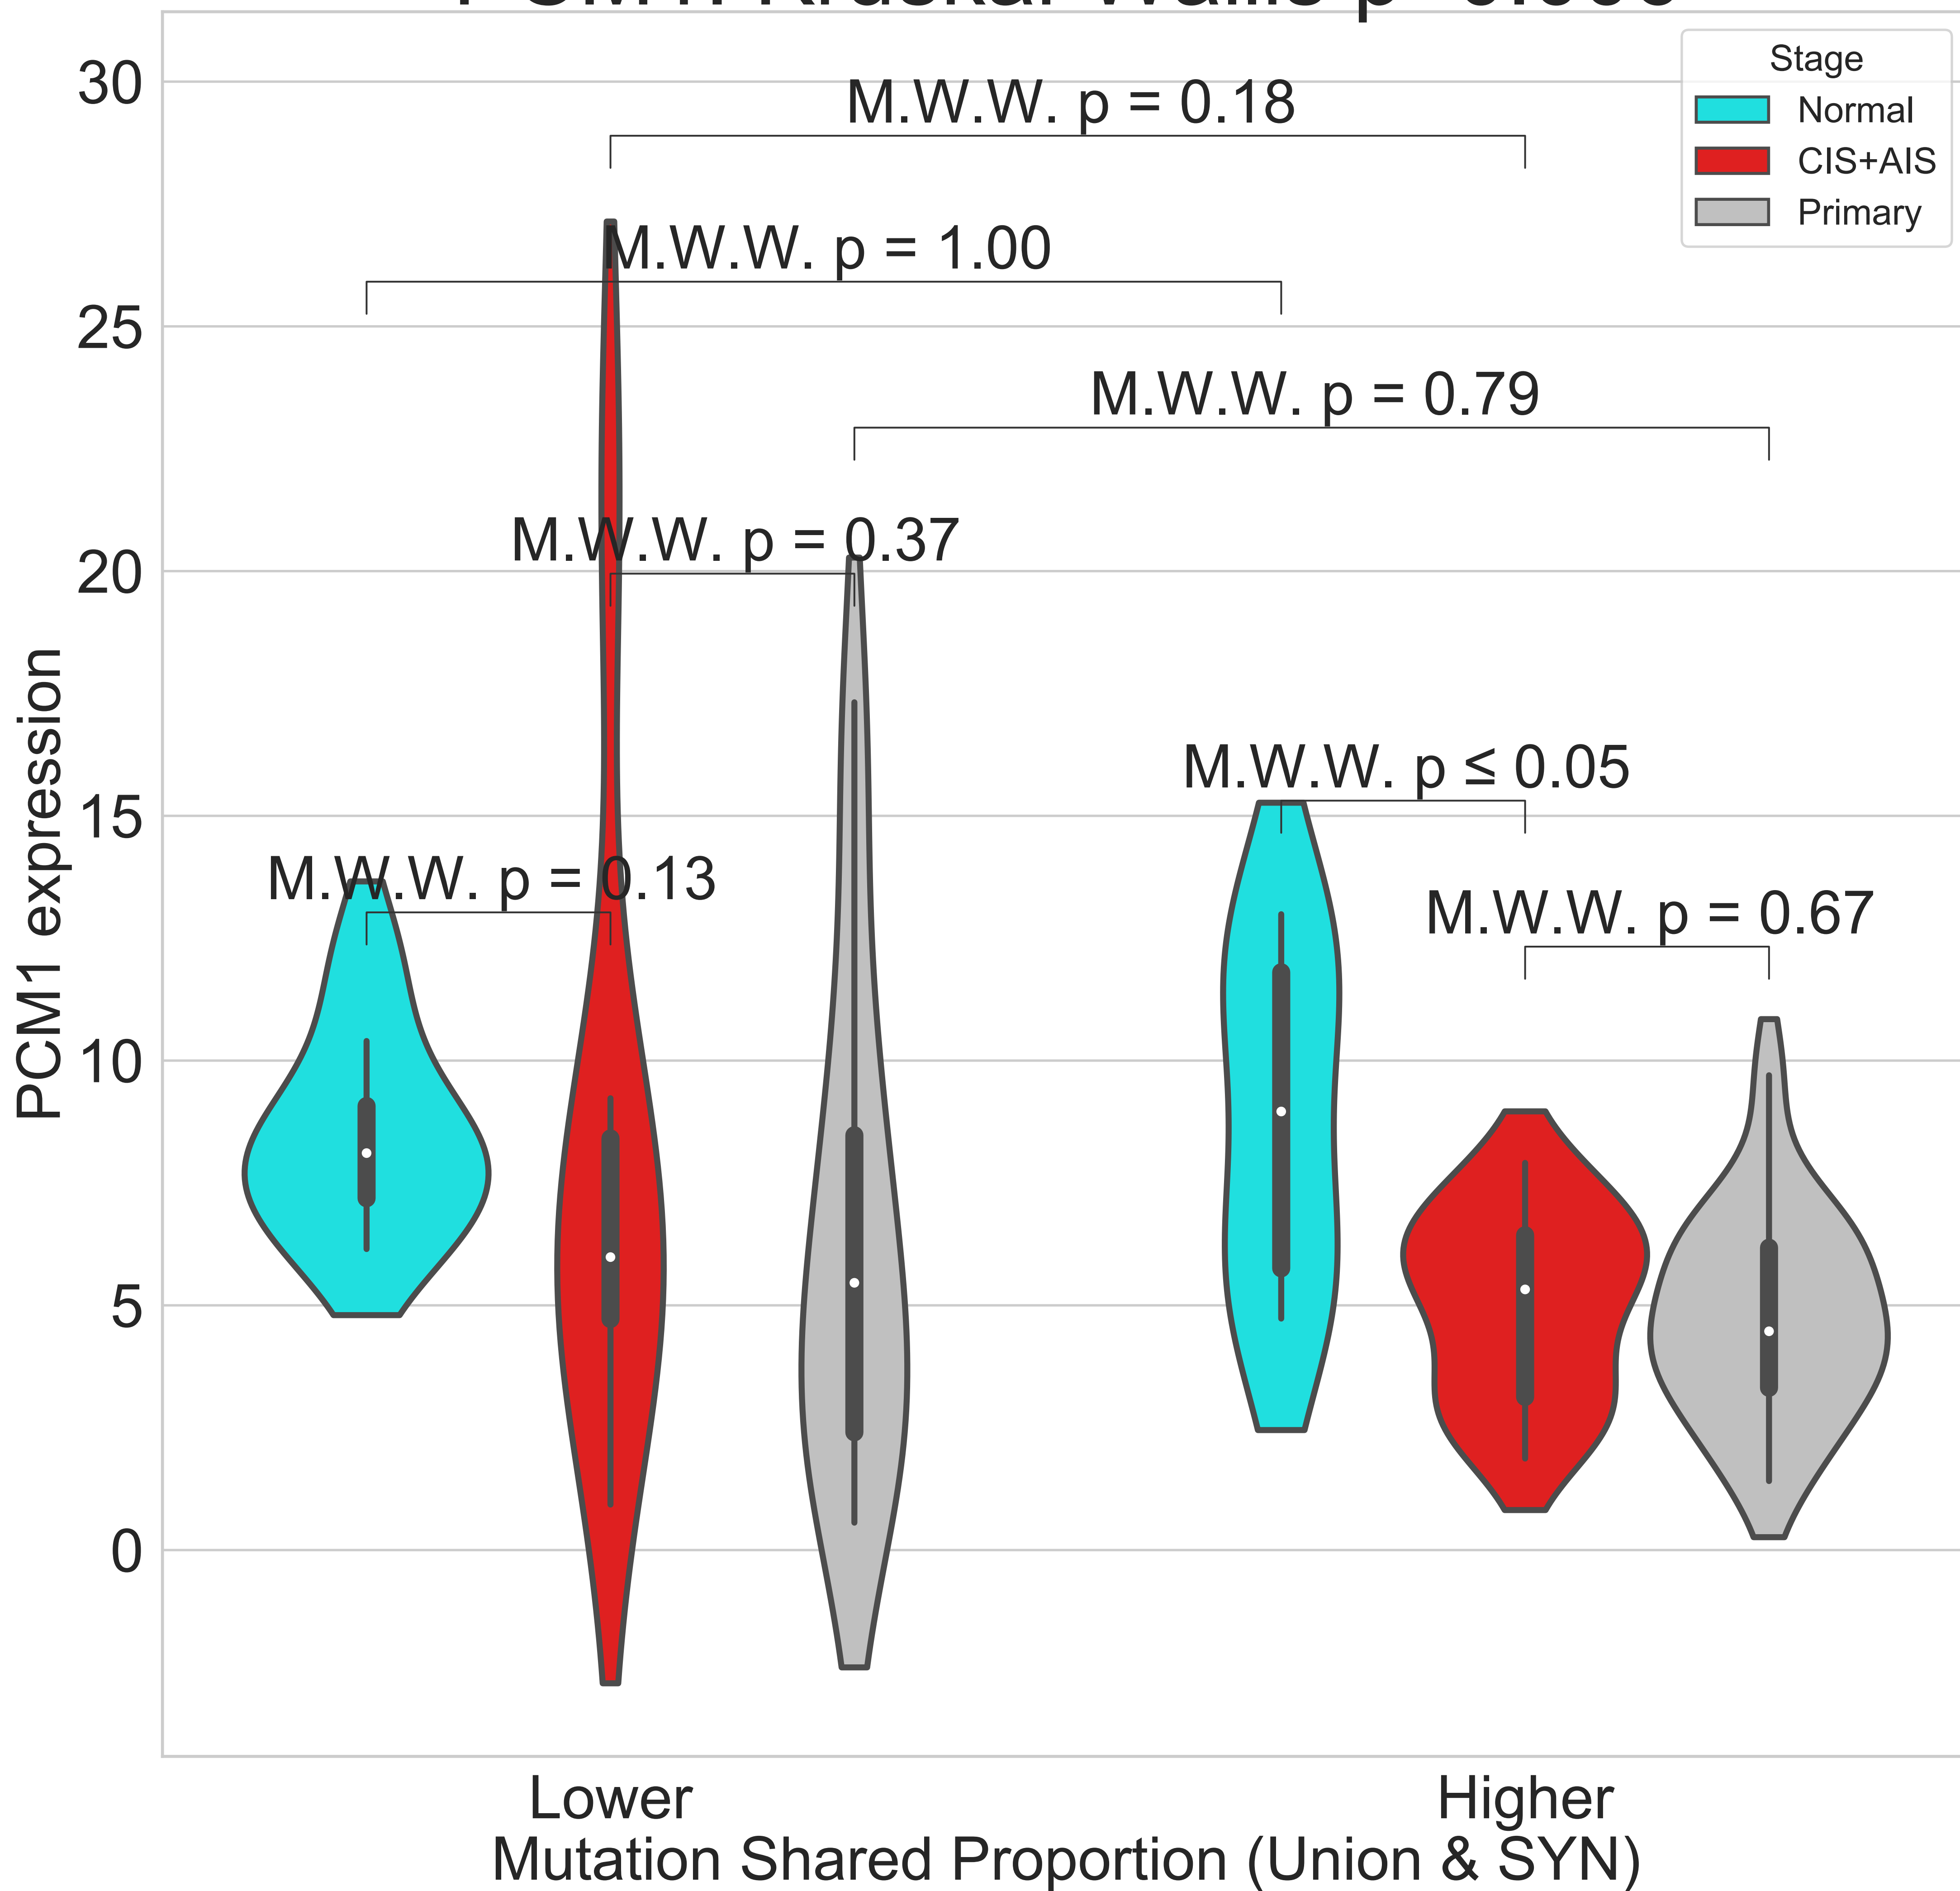 Stage
Normal
CIS+AIS
Primary
M.W.W. p = 0.18
M.W.W. p = 1.00
M.W.W. p = 0.79
M.W.W. p = 0.37
M.W.W. p ≤ 0.05
M.W.W. p = 0.13
M.W.W. p = 0.67
30
25
20
15
10
5
0
PCM1 expression
Lower
Higher
Mutation Shared Proportion (Union & SYN)